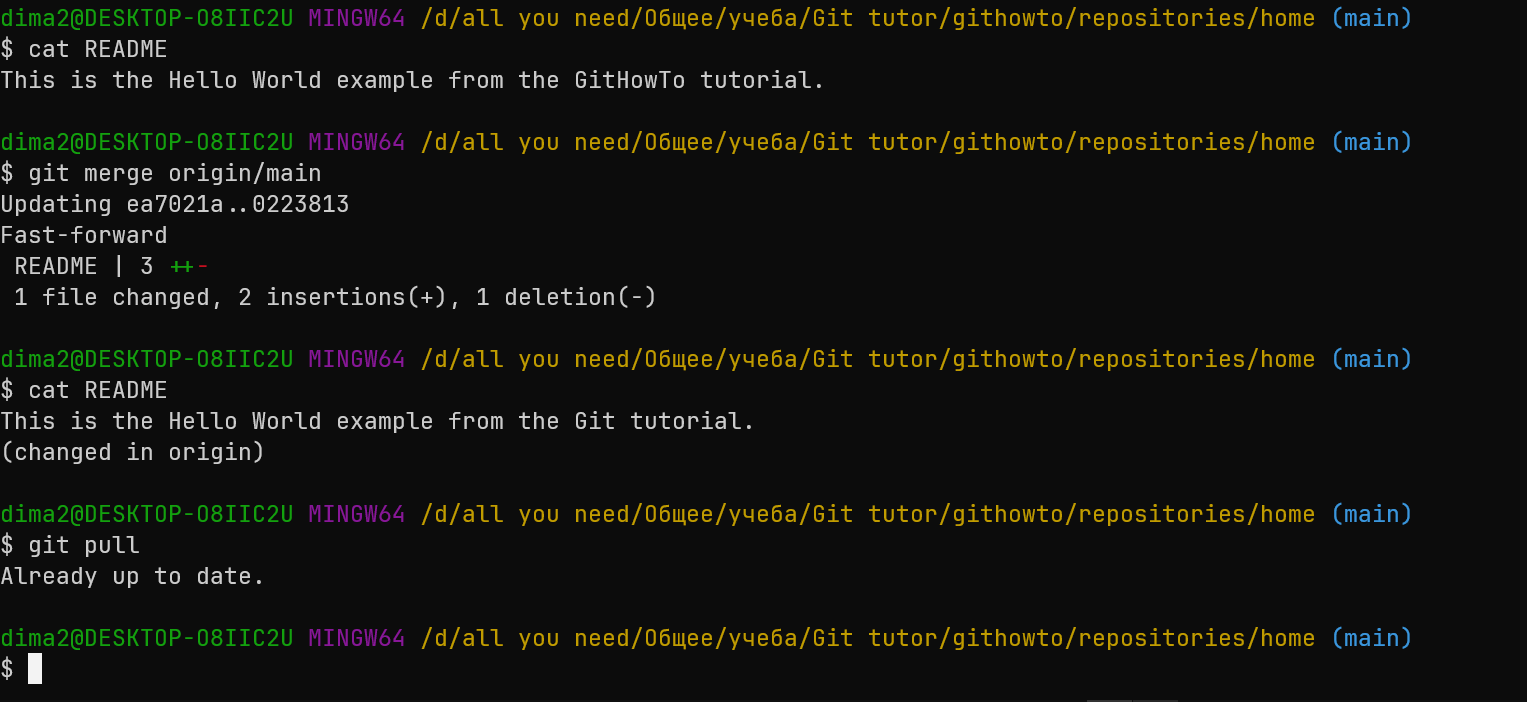 dima2@DESKTOP-O8IIC2U MINGW64 /d/all you need/Общее/учеба/Git tutor/githowto/repositories/home (main)
$ cat README
This is the Hello World example from the GitHowTo tutorial.
dima2@DESKTOP-O8IIC2U MINGW64 /d/all you need/Общее/учеба/Git tutor/githowto/repositories/home (main)
$ git merge origin/main
Updating ea7021a..0223813
Fast-forward
 README | 3 ++-
 1 file changed, 2 insertions(+), 1 deletion(-)
dima2@DESKTOP-O8IIC2U MINGW64 /d/all you need/Общее/учеба/Git tutor/githowto/repositories/home (main)
$ cat README
This is the Hello World example from the Git tutorial.
(changed in origin)
dima2@DESKTOP-O8IIC2U MINGW64 /d/all you need/Общее/учеба/Git tutor/githowto/repositories/home (main)
$ git pull
Already up to date.
dima2@DESKTOP-O8IIC2U MINGW64 /d/all you need/Общее/учеба/Git tutor/githowto/repositories/home (main)
$